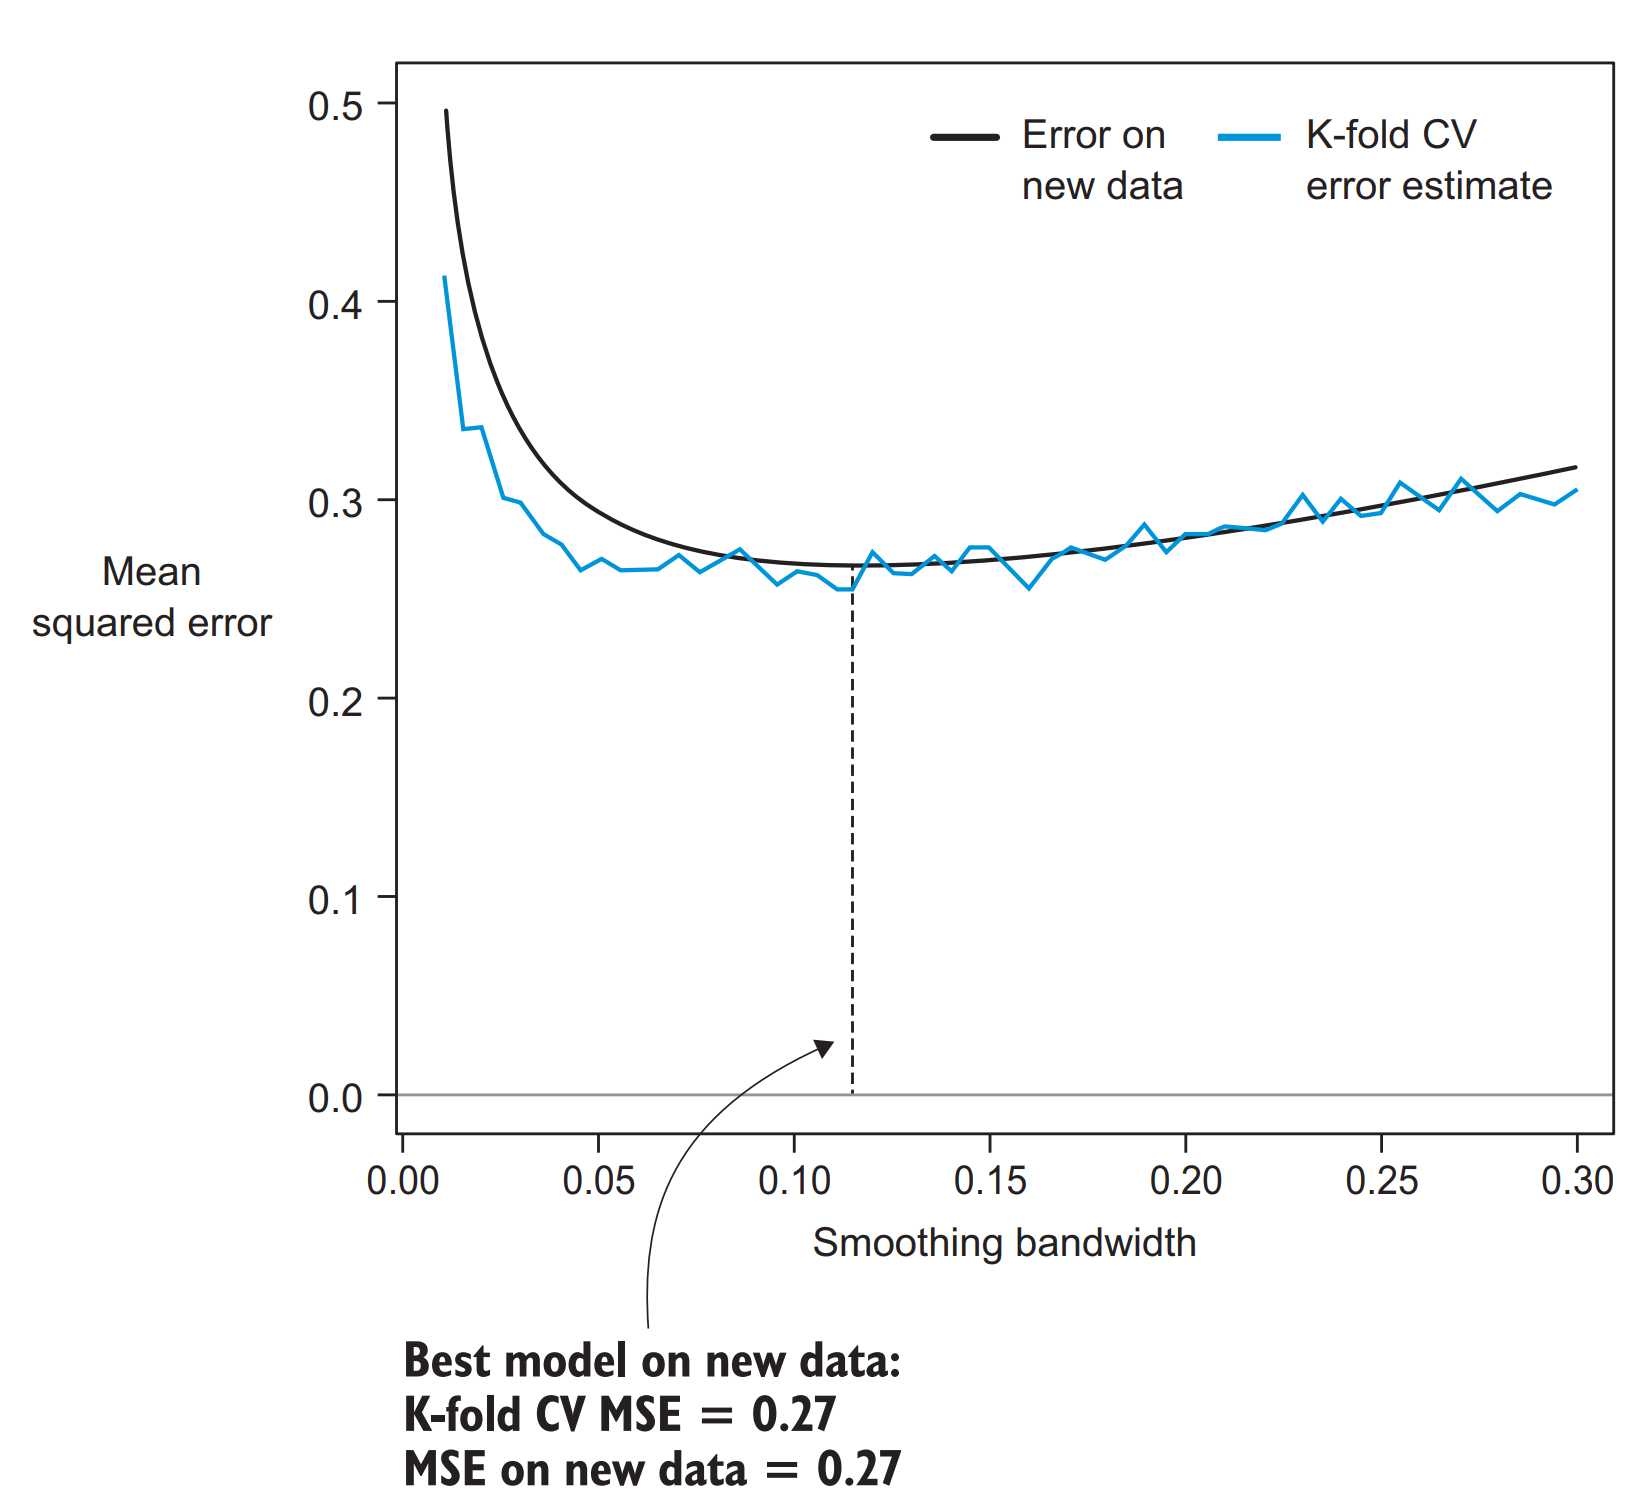 0.5
0.4
0.3
0.2
0.1
0.0
Mean
squared error
Error on
new data
K-fold CV
error estimate
0.00 0.05 0.10 0.15 0.20 0.25 0.30
Smoothing bandwidth
Best model on new data:
K-fold CV MSE = 0.27
MSE on new data = 0.27